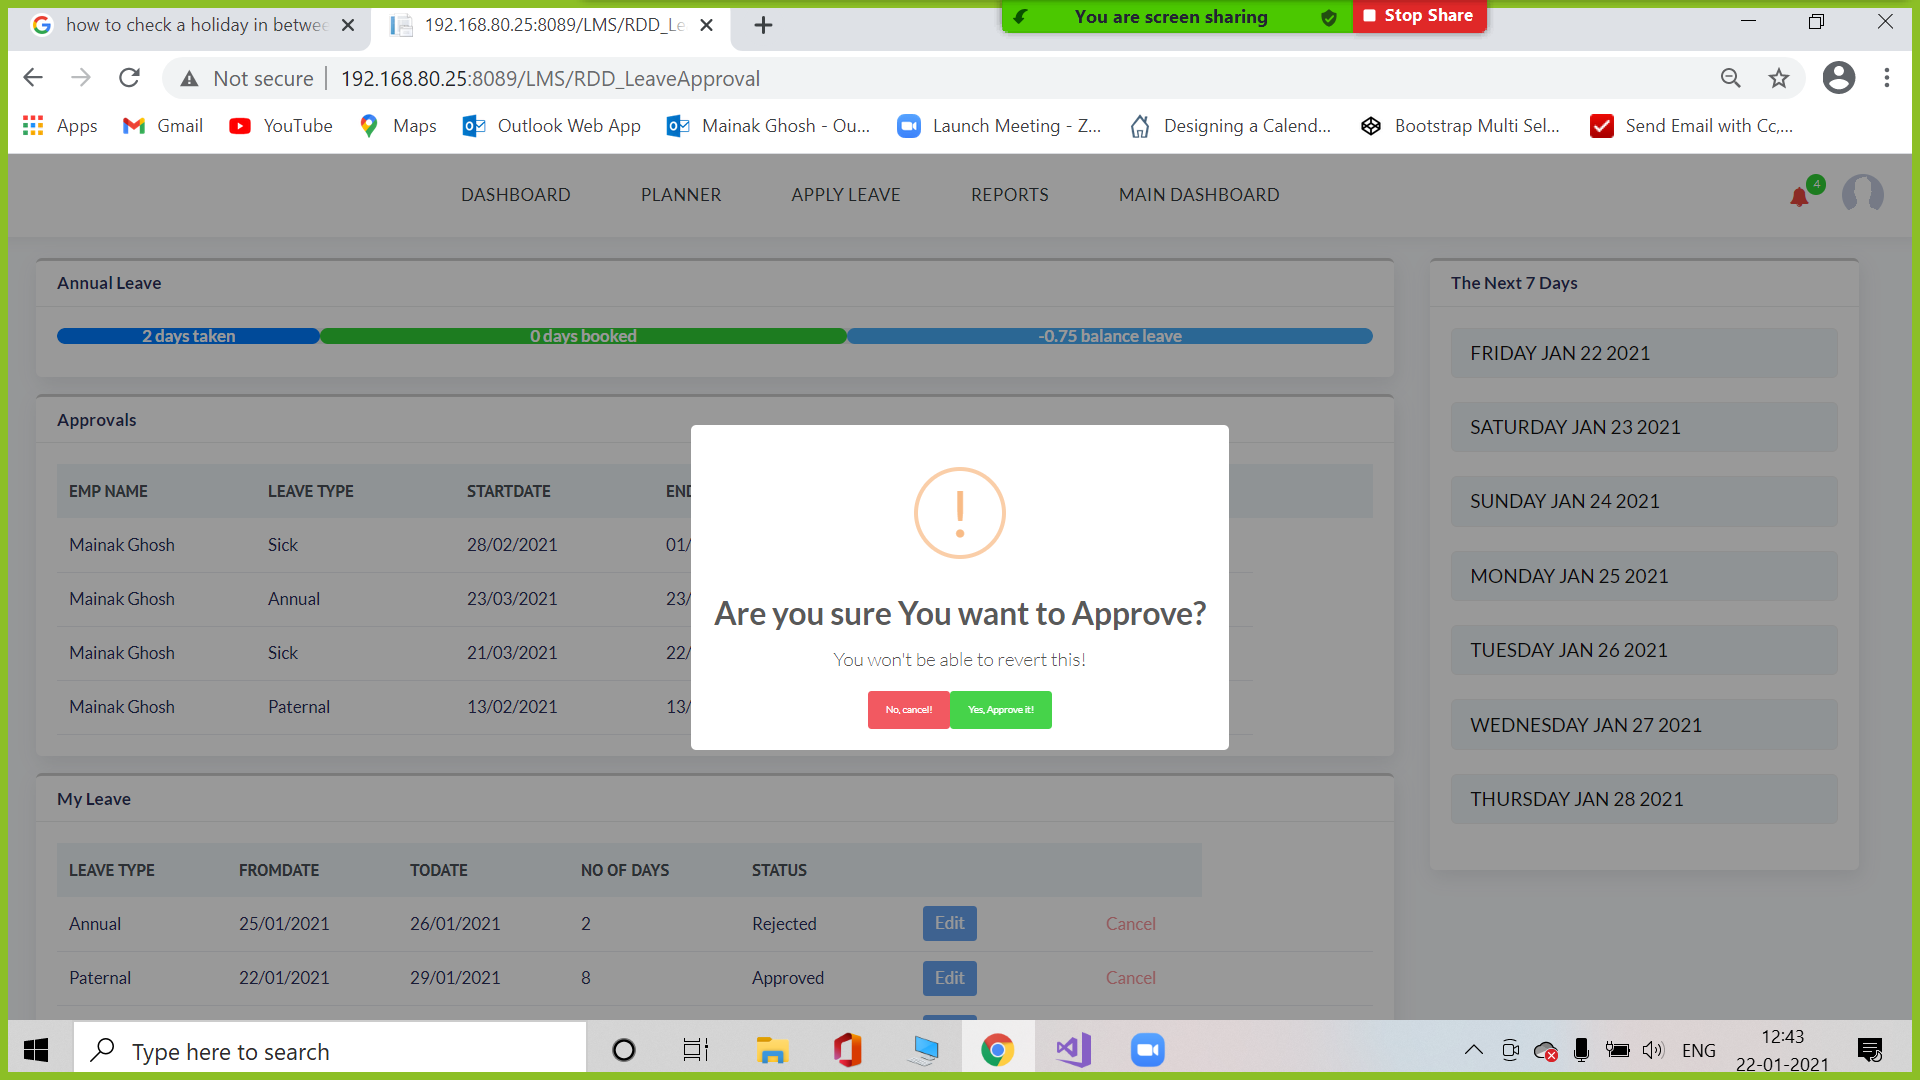 You are screen sharing
Stop Share
how to check a holiday in betwee
192.168.80.25:8089/LMS/RDD_Le
Not secure
192.168.80.25:8089/LMS/RDD_LeaveApproval
Apps
Gmail
YouTube
Maps
Outlook Web App
Mainak Ghosh - Ou...
Launch Meeting - Z...
Designing a Calend...
Bootstrap Multi Sel...
Send Email with Cc,...
DASHBOARD
PLANNER
APPLY LEAVE
REPORTS
MAIN DASHBOARD
4
Annual Leave
2 days taken
0 days booked
-0.75 balance leave
Approvals
EMP NAME LEAVE TYPE STARTDATE END
Mainak Ghosh Sick 28/02/2021 01/
Mainak Ghosh Annual 23/03/2021 23/
Mainak Ghosh Sick 21/03/2021 22/
Mainak Ghosh Paternal 13/02/2021 13/
Are you sure You want to Approve?
You won't be able to revert this!
No, cancel!
Yes, Approve it!
My Leave
LEAVE TYPE FROMDATE TODATE NO OF DAYS STATUS
Annual 25/01/2021 26/01/2021 2 Rejected Edit Cancel
Paternal 22/01/2021 29/01/2021 8 Approved Edit Cancel
The Next 7 Days
FRIDAY JAN 22 2021
SATURDAY JAN 23 2021
SUNDAY JAN 24 2021
MONDAY JAN 25 2021
TUESDAY JAN 26 2021
WEDNESDAY JAN 27 2021
THURSDAY JAN 28 2021
Type here to search
ENG
12:43
22-01-2021